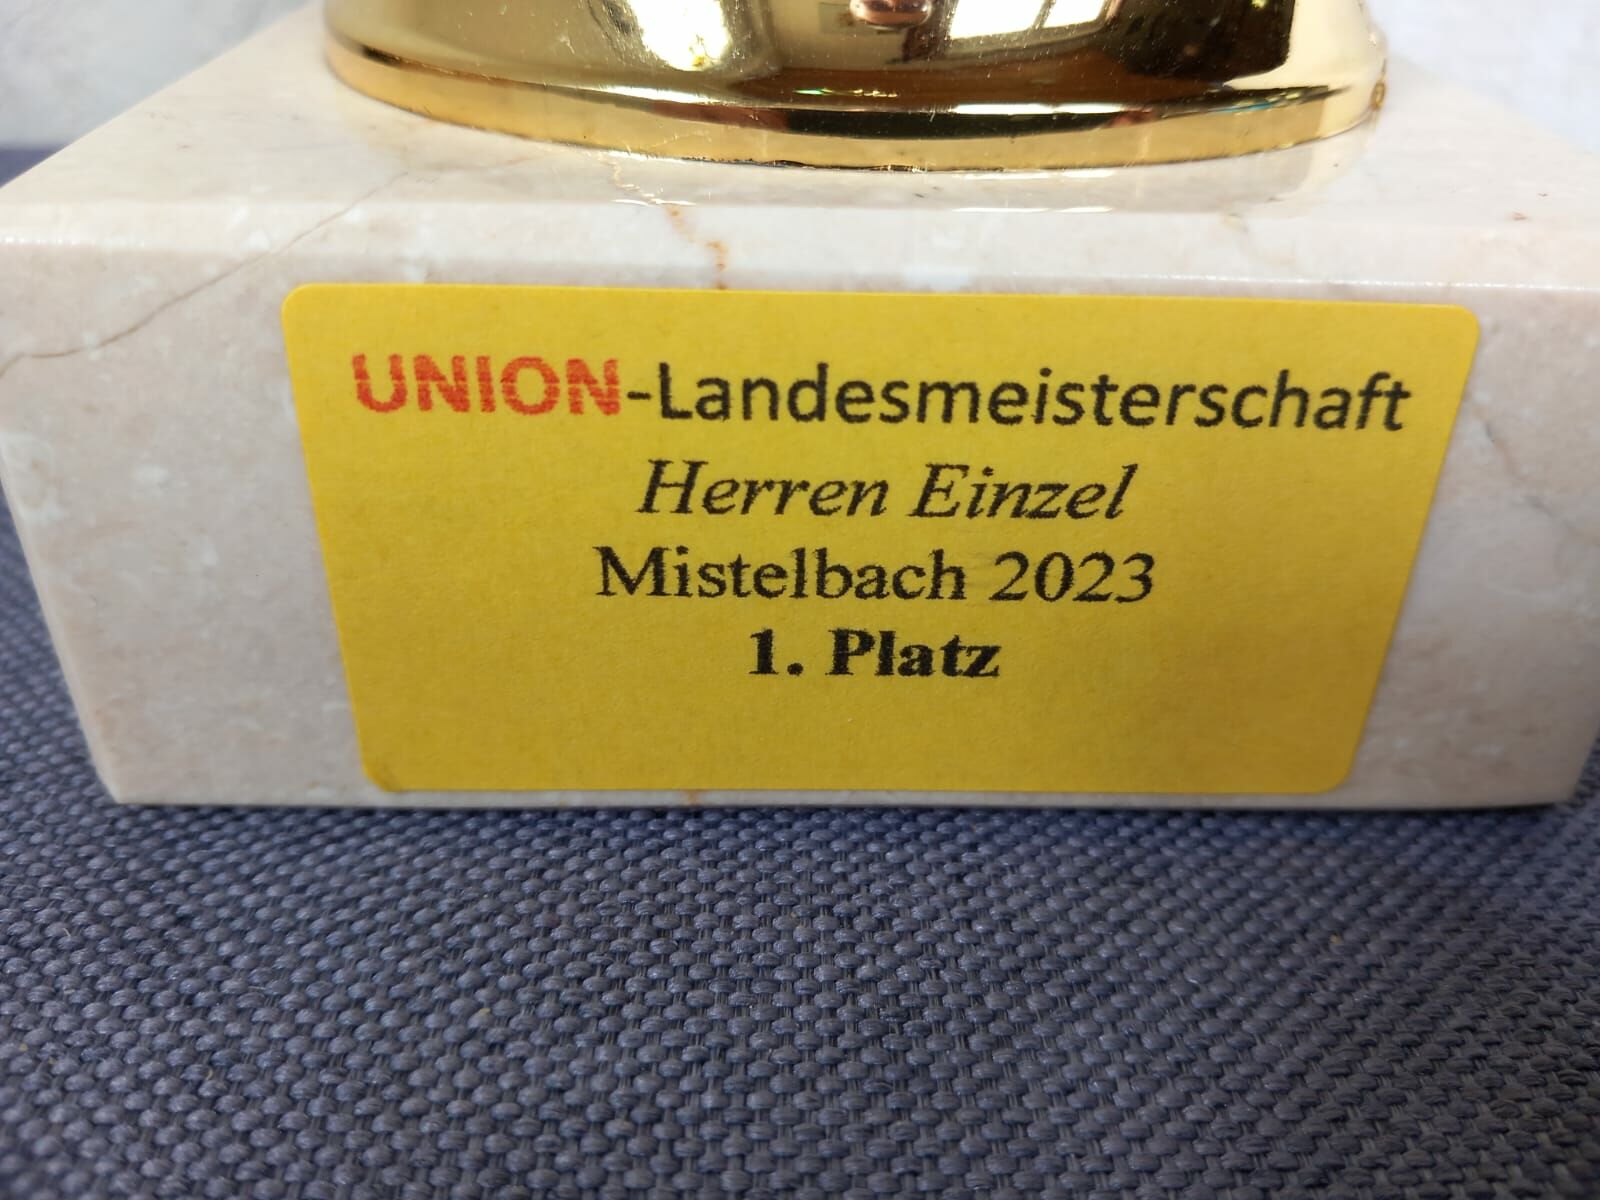 UNION-Landesmeisterschaft
Herren Einzel
Mistelbach 2023
1. Platz